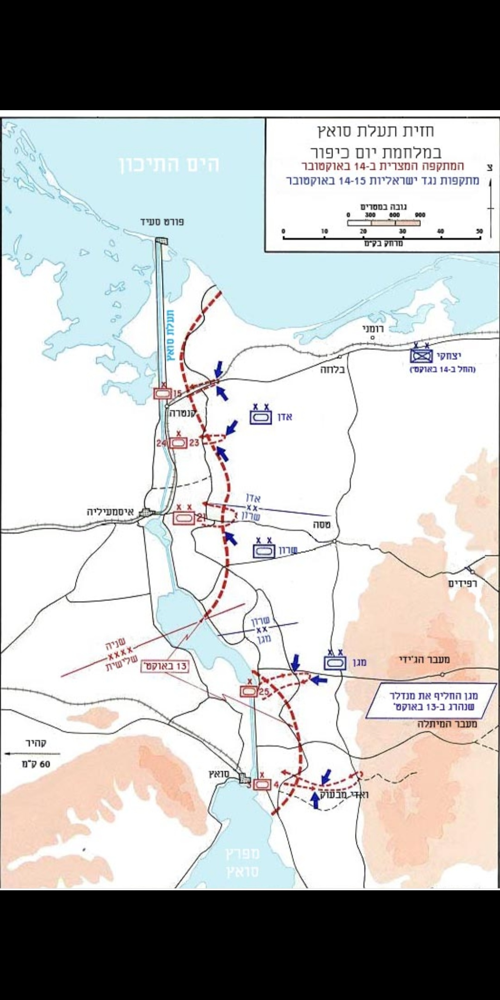 חזית תעלת סואץ
במלחמת יום כיפור
המתקפה המצרית ב-14 באוקטובר
מתקפות נגד ישראליות 14-15 באוקטובר
צ
גובה במטרים
0 300 600 900
0 10 20 30 40 50
מרחק בק"מ
הים התיכון
פורט סעיד
תעלת סואץ
רומני
יצחקי
(החל ב-14 באוקט')
בלוזה
15
קנטרה
אדן
24 23
אדן
שרון
איסמעיליה
21
טסה
שרון
רפידים
שרון
מגן
שניה
שלישית
13 באוקט'
מגן
מעבר הג'ידי
25
מגן החליף את מנדלר
שנהרג ב-13 באוקט'
מעבר המיתלה
קהיר
60 ק"מ
סואץ
3 4
ואדי מבעוק
מפרץ
סואץ